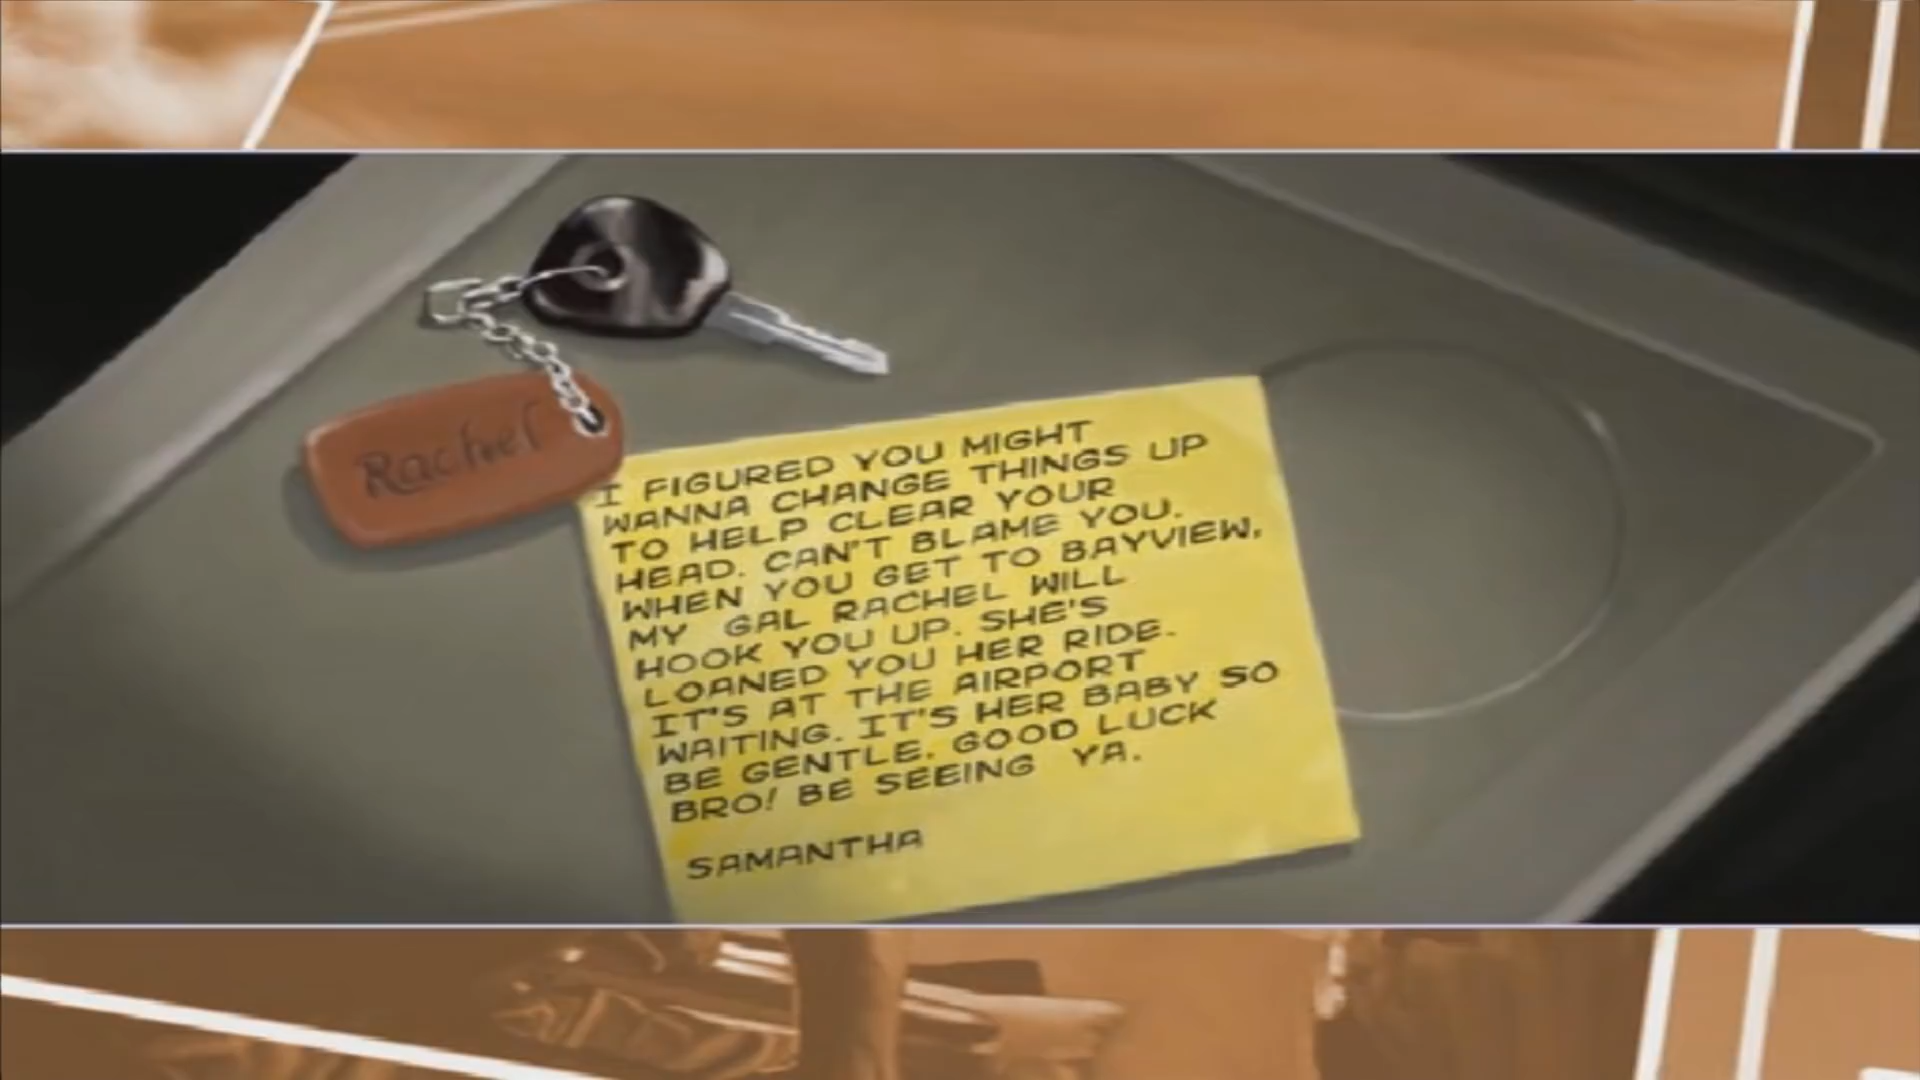 Rachel
I FIGURED YOU MIGHT
WANNA CHANGE THINGS UP
TO HELP CLEAR YOUR
HEAD. CAN'T BLAME YOU.
WHEN YOU GET TO BAYVIEW,
MY GAL RACHEL WILL
HOOK YOU UP. SHE'S
LOANED YOU HER RIDE.
IT'S AT THE AIRPORT
WAITING. IT'S HER BABY SO
BE GENTLE. GOOD LUCK
BRO! BE SEEING YA.
SAMANTHA